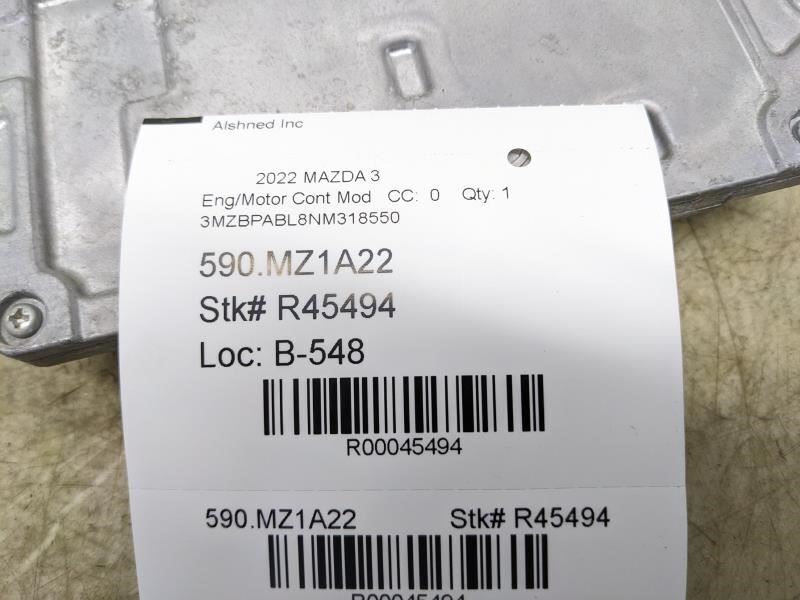 Alshned Inc
2022 MAZDA 3
Eng/Motor Cont Mod CC: 0 Qty: 1
3MZBPABL8NM318550
590.MZ1A22
Stk# R45494
Loc: B-548
R00045494
590.MZ1A22 Stk# R45494
R00045494